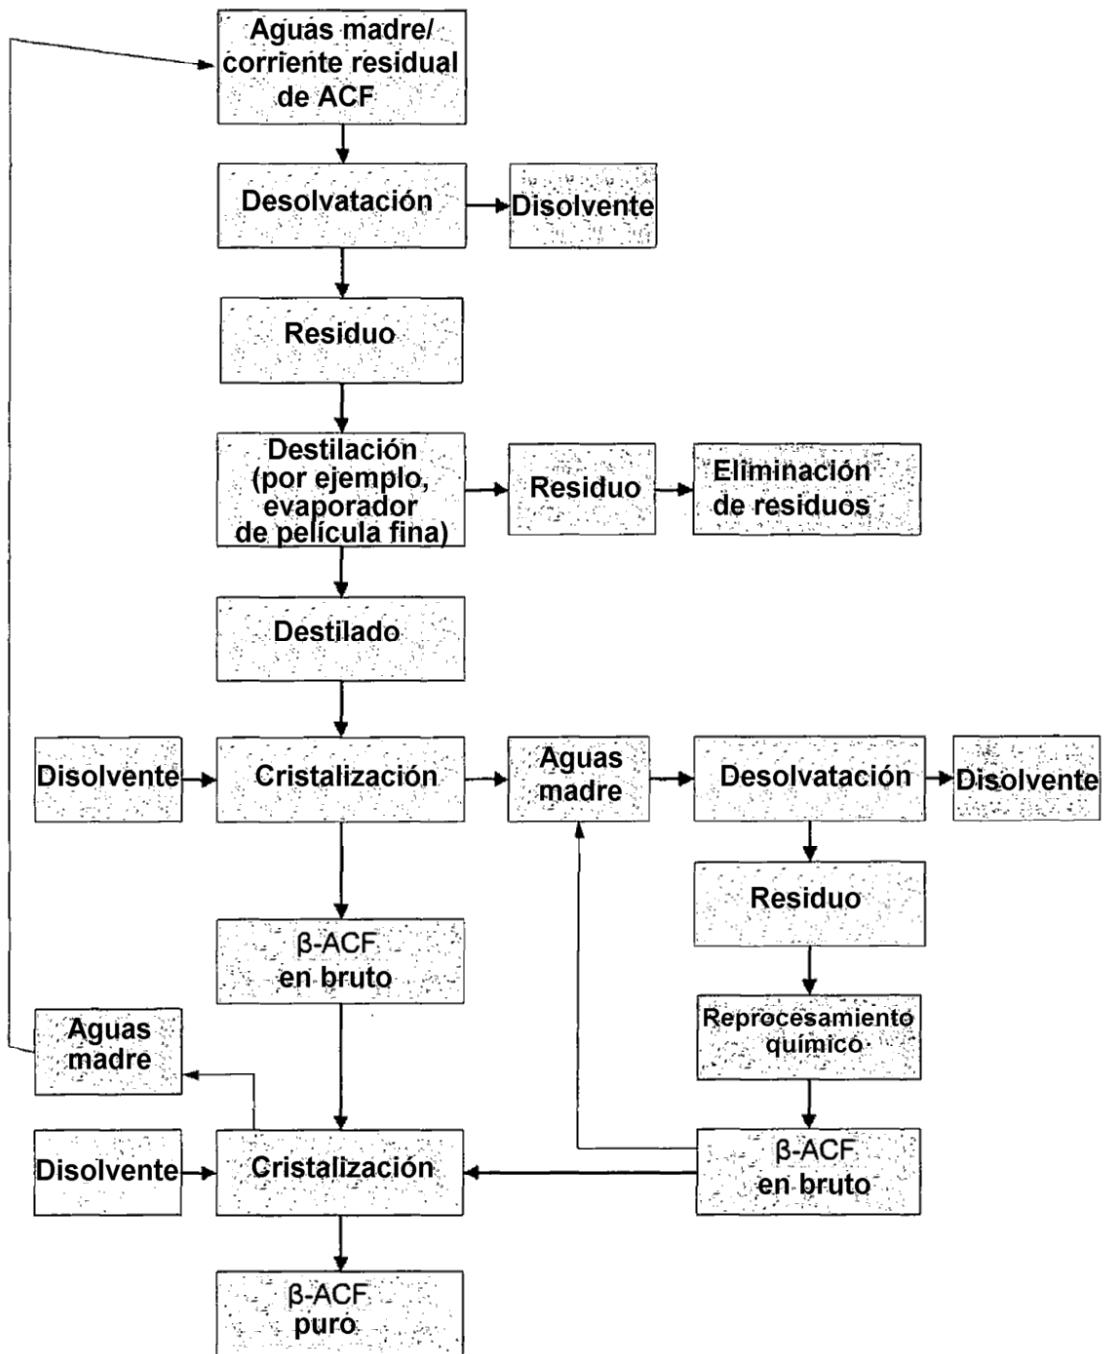 Aguas madre/
corriente residual
de ACF
Desolvatación
Disolvente
Residuo
Destilación
(por ejemplo,
evaporador
de película fina)
Residuo
Eliminación
de residuos
Destilado
Disolvente
Cristalización
Aguas
madre
Desolvatación
Disolvente
Residuo
β-ACF
en bruto
Reprocesamiento
químico
Aguas
madre
Disolvente
Cristalización
β-ACF
en bruto
β-ACF
puro